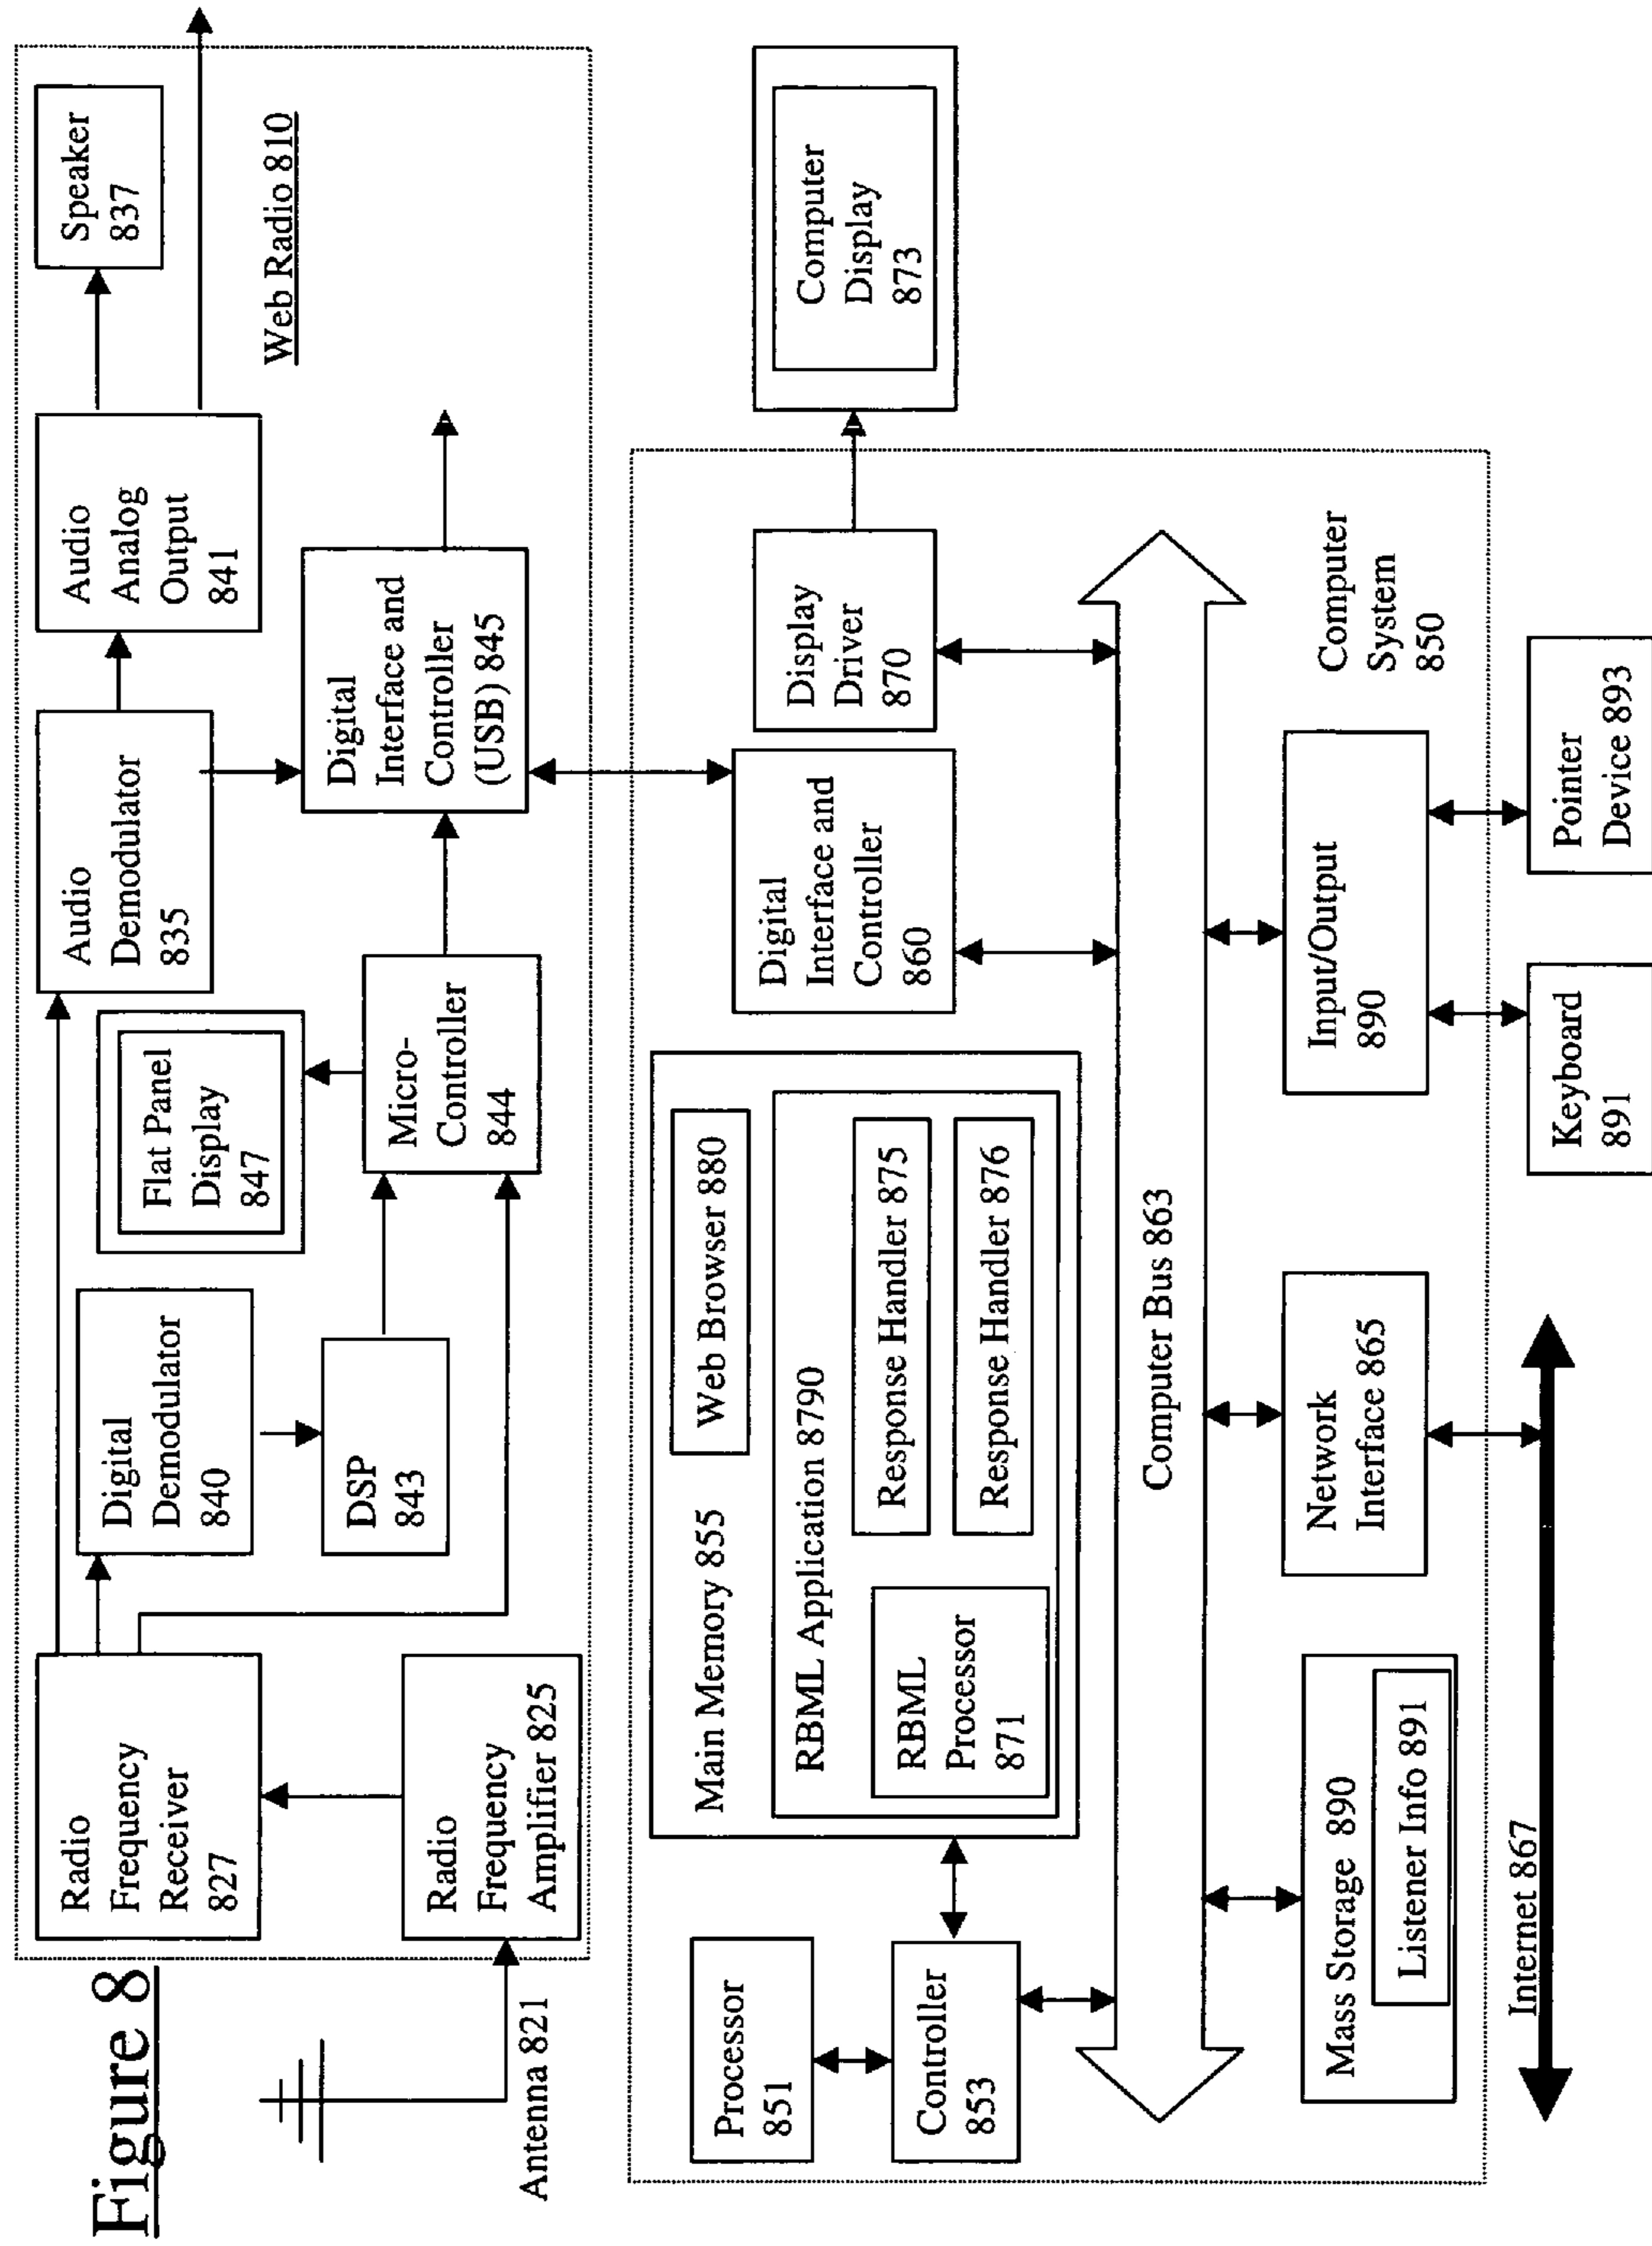 Figure 8
Antenna 821
Radio
Frequency
Receiver
827
Radio
Frequency
Amplifier 825
Digital
Demodulator
840
DSP
843
Flat Panel
Display
847
Micro-
Controller
844
Audio
Demodulator
835
Audio
Analog
Output
841
Digital
Interface and
Controller
(USB) 845
Speaker
837
Web Radio 810
Processor
851
Controller
853
Main Memory 855
Web Browser 880
RBML Application 8790
RBML
Processor
871
Response Handler 875
Response Handler 876
Digital
Interface and
Controller
860
Display
Driver
870
Computer
Display
873
Computer Bus 863
Mass Storage 890
Listener Info 891
Network
Interface 865
Input/Output
890
Computer
System
850
Internet 867
Keyboard
891
Pointer
Device 893